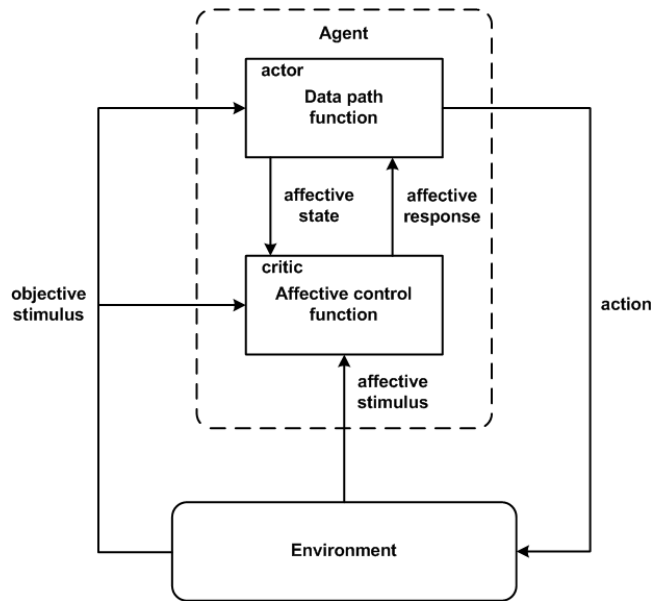 Agent
actor
Data path
function
affective
state
affective
response
critic
Affective control
function
objective
stimulus
action
affective
stimulus
Environment